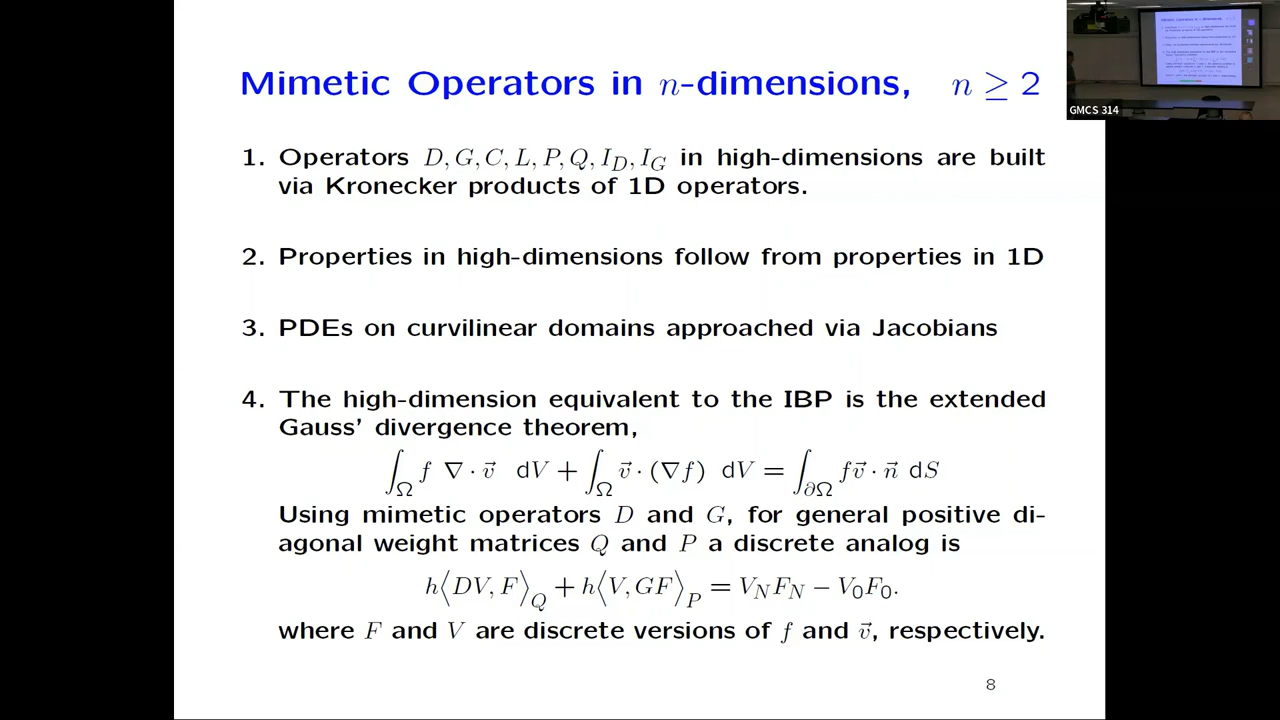 Mimetic Operators in n-dimensions, n ≥ 2
GMCS 314
1. Operators D, G, C, L, P, Q, I_D, I_G in high-dimensions are built
via Kronecker products of 1D operators.
2. Properties in high-dimensions follow from properties in 1D
3. PDEs on curvilinear domains approached via Jacobians
4. The high-dimension equivalent to the IBP is the extended
Gauss' divergence theorem,
∫_Ω f ∇ · v⃗ dV + ∫_Ω v⃗ · (∇f) dV = ∫_∂Ω f v⃗ · n⃗ dS
Using mimetic operators D and G, for general positive di-
agonal weight matrices Q and P a discrete analog is
h⟨DV, F⟩_Q + h⟨V, GF⟩_P = V_N F_N − V_0 F_0.
where F and V are discrete versions of f and v⃗, respectively.
8